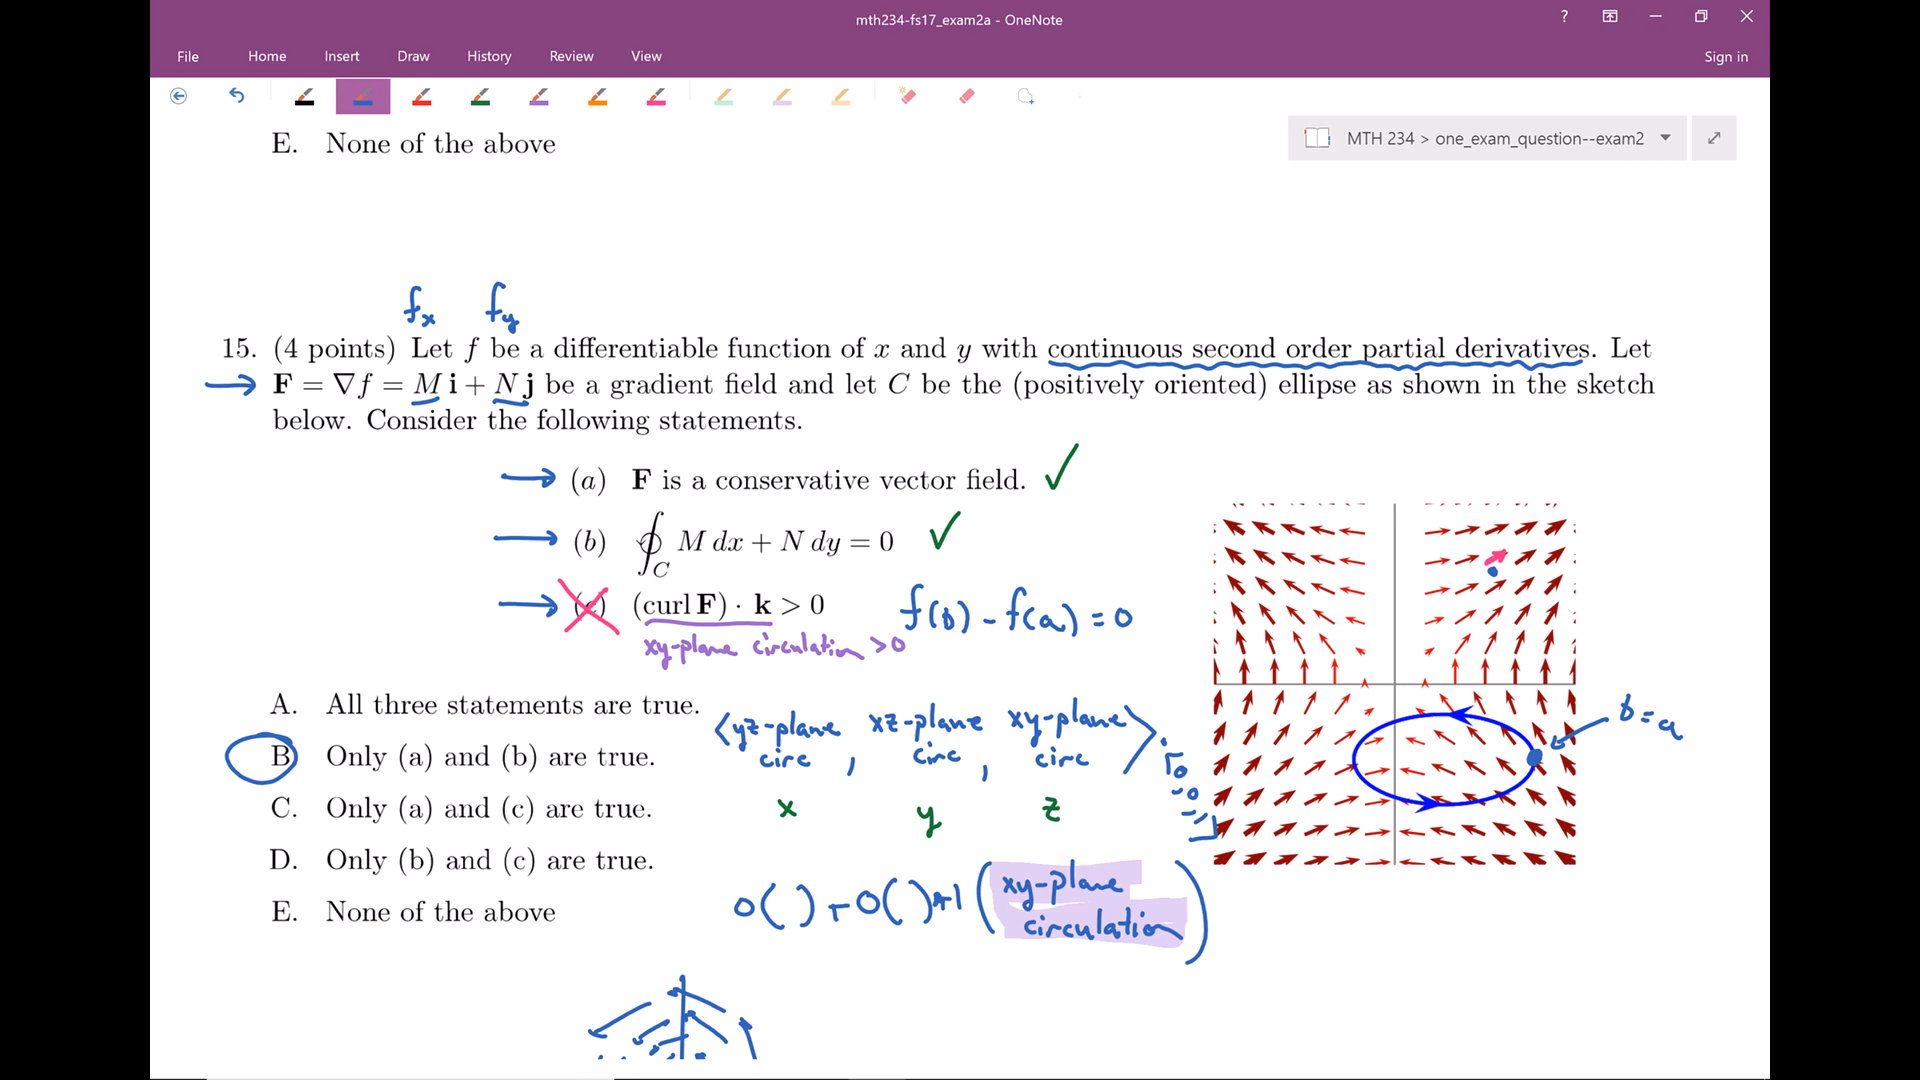 mth234-fs17_exam2a - OneNote
?
File Home Insert Draw History Review View Sign in
E. None of the above
MTH 234 > one_exam_question--exam2
fx fy
15. (4 points) Let f be a differentiable function of x and y with continuous second order partial derivatives. Let
F = ∇f = M i + N j be a gradient field and let C be the (positively oriented) ellipse as shown in the sketch
below. Consider the following statements.
(a) F is a conservative vector field.
(b) ∮C M dx + N dy = 0
(c) (curl F) · k > 0
f(b) - f(a) = 0
xy-plane circulation > 0
A. All three statements are true.
B Only (a) and (b) are true.
C. Only (a) and (c) are true.
D. Only (b) and (c) are true.
E. None of the above
⟨yz-plane circ, xz-plane circ, xy-plane circ⟩
x y z
b = a
0( ) + 0( ) + 1 (xy-plane
circulation)